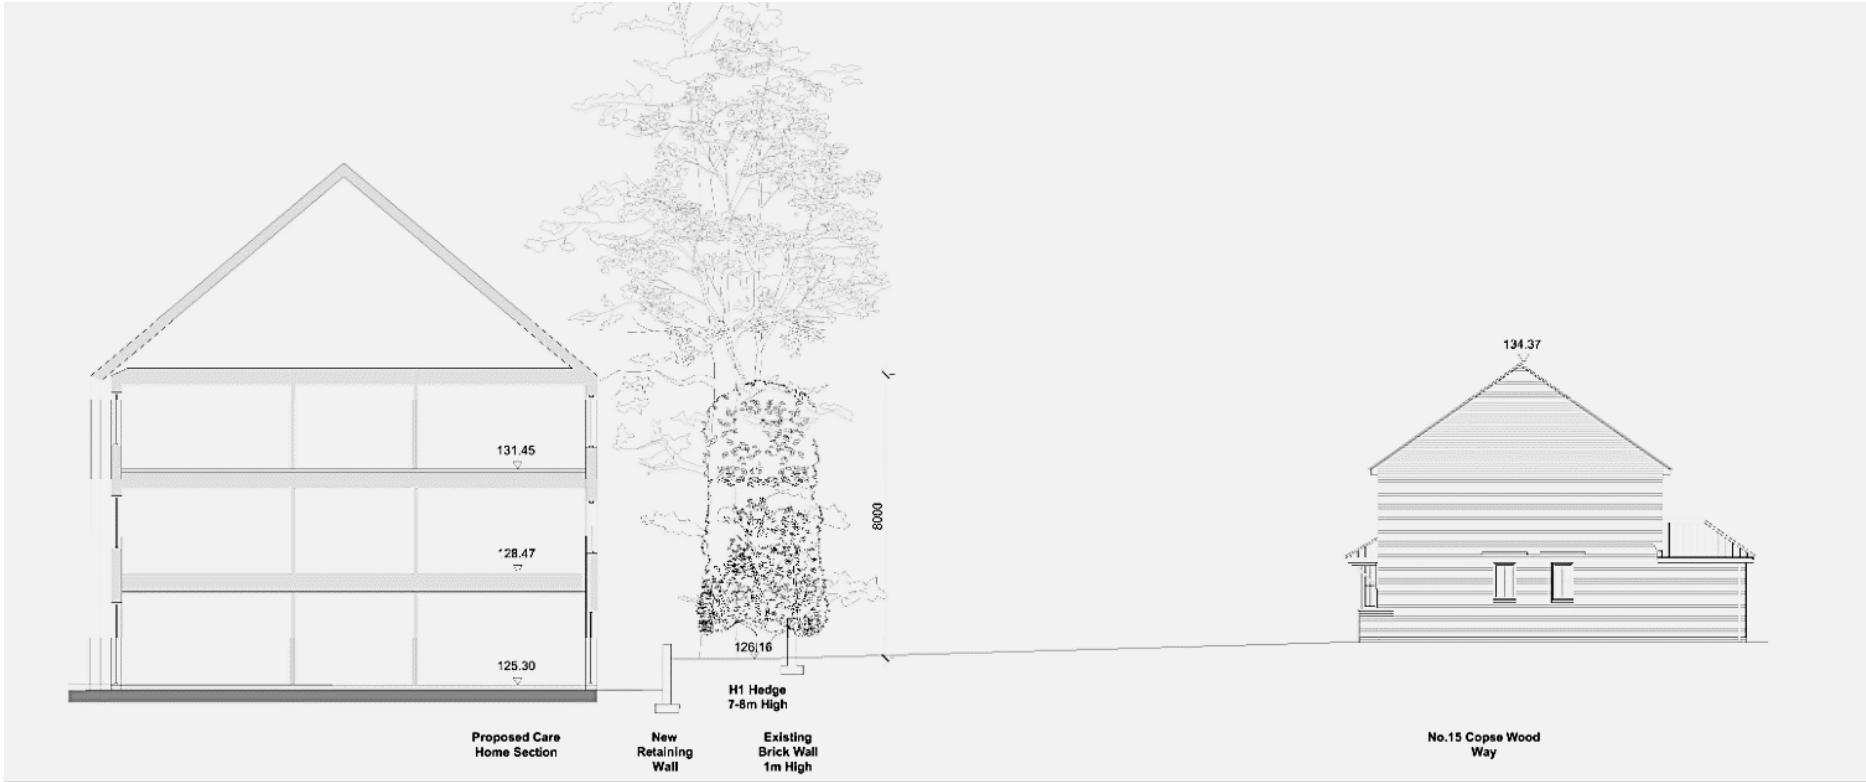 134.37
131.45
128.47
8000
126.16
125.30
H1 Hedge
7-8m High
Proposed Care
Home Section
New
Retaining
Wall
Existing
Brick Wall
1m High
No.15 Copse Wood
Way